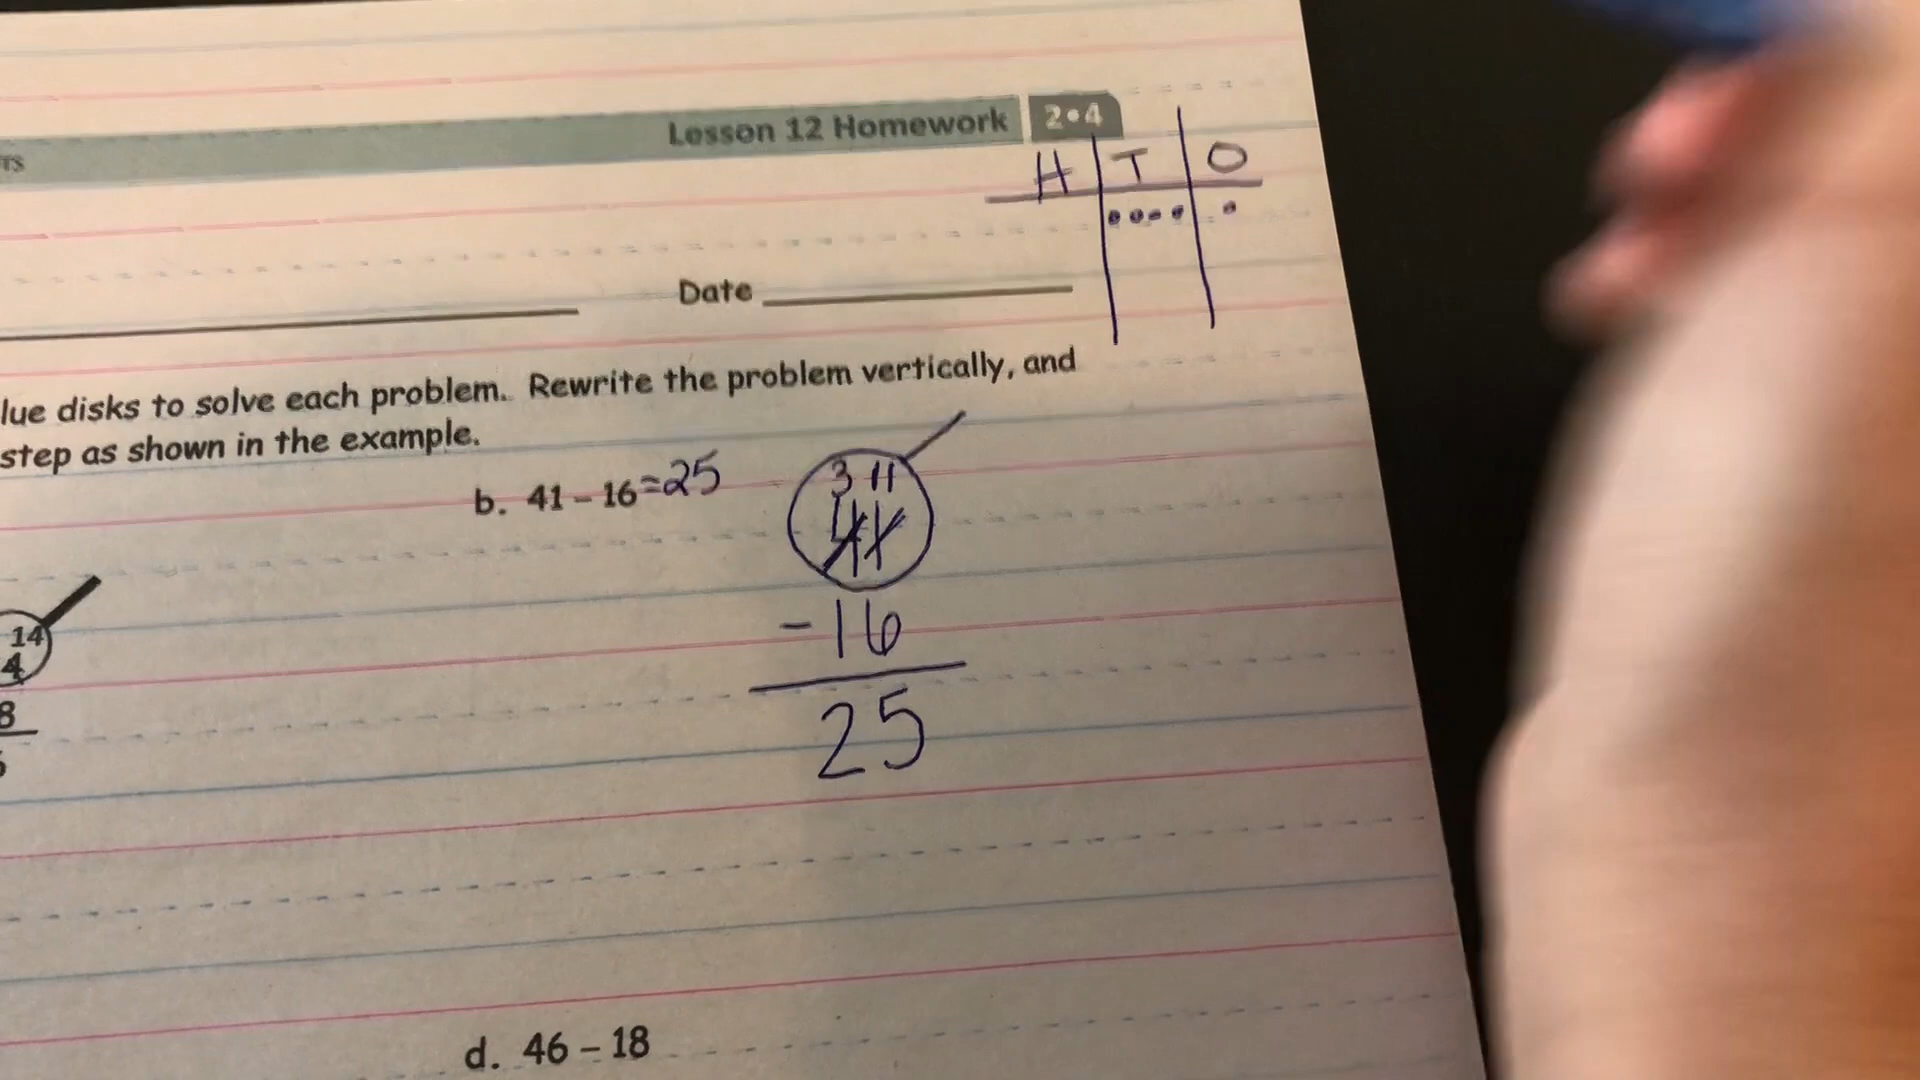 Lesson 12 Homework 2•4
TS
H T O
Date
lue disks to solve each problem. Rewrite the problem vertically, and
step as shown in the example.
b. 41 – 16 =25
3 11
41
-16
25
14
4
8
d. 46 – 18